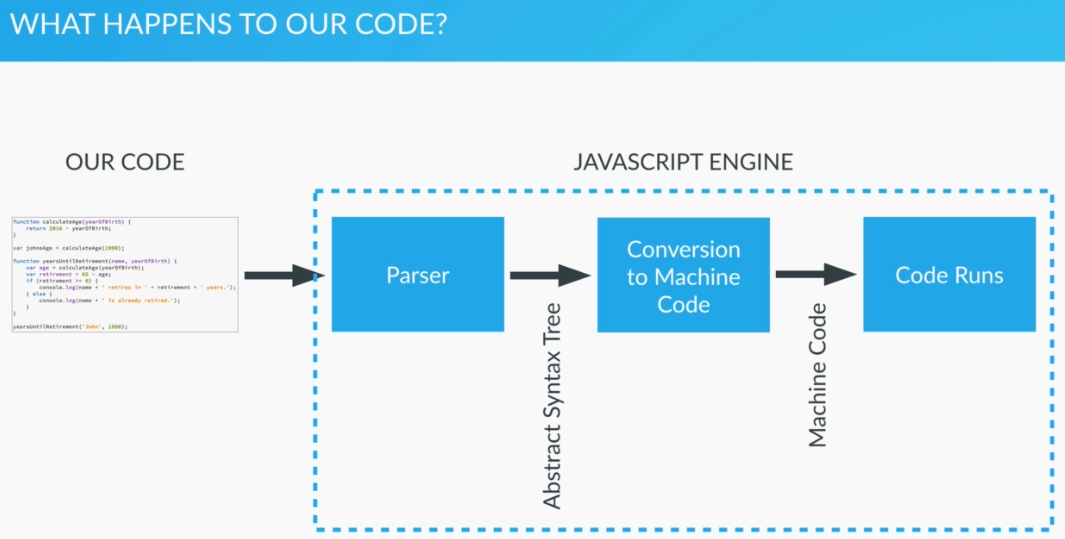 WHAT HAPPENS TO OUR CODE?
OUR CODE
function calculateAge(yearOfBirth) {
return 2018 - yearOfBirth;
}
var johnsAge = calculateAge(1990);
function yearsUntilRetirement(name, yearOfBirth) {
var age = calculateAge(yearOfBirth);
var retirement = 65 - age;
if (retirement >= 0) {
console.log(name + ' retires in ' + retirement + ' years.');
} else {
console.log(name + ' is already retired.');
}
}
yearsUntilRetirement('John', 1990);
JAVASCRIPT ENGINE
Parser
Abstract Syntax Tree
Conversion
to Machine
Code
Machine Code
Code Runs